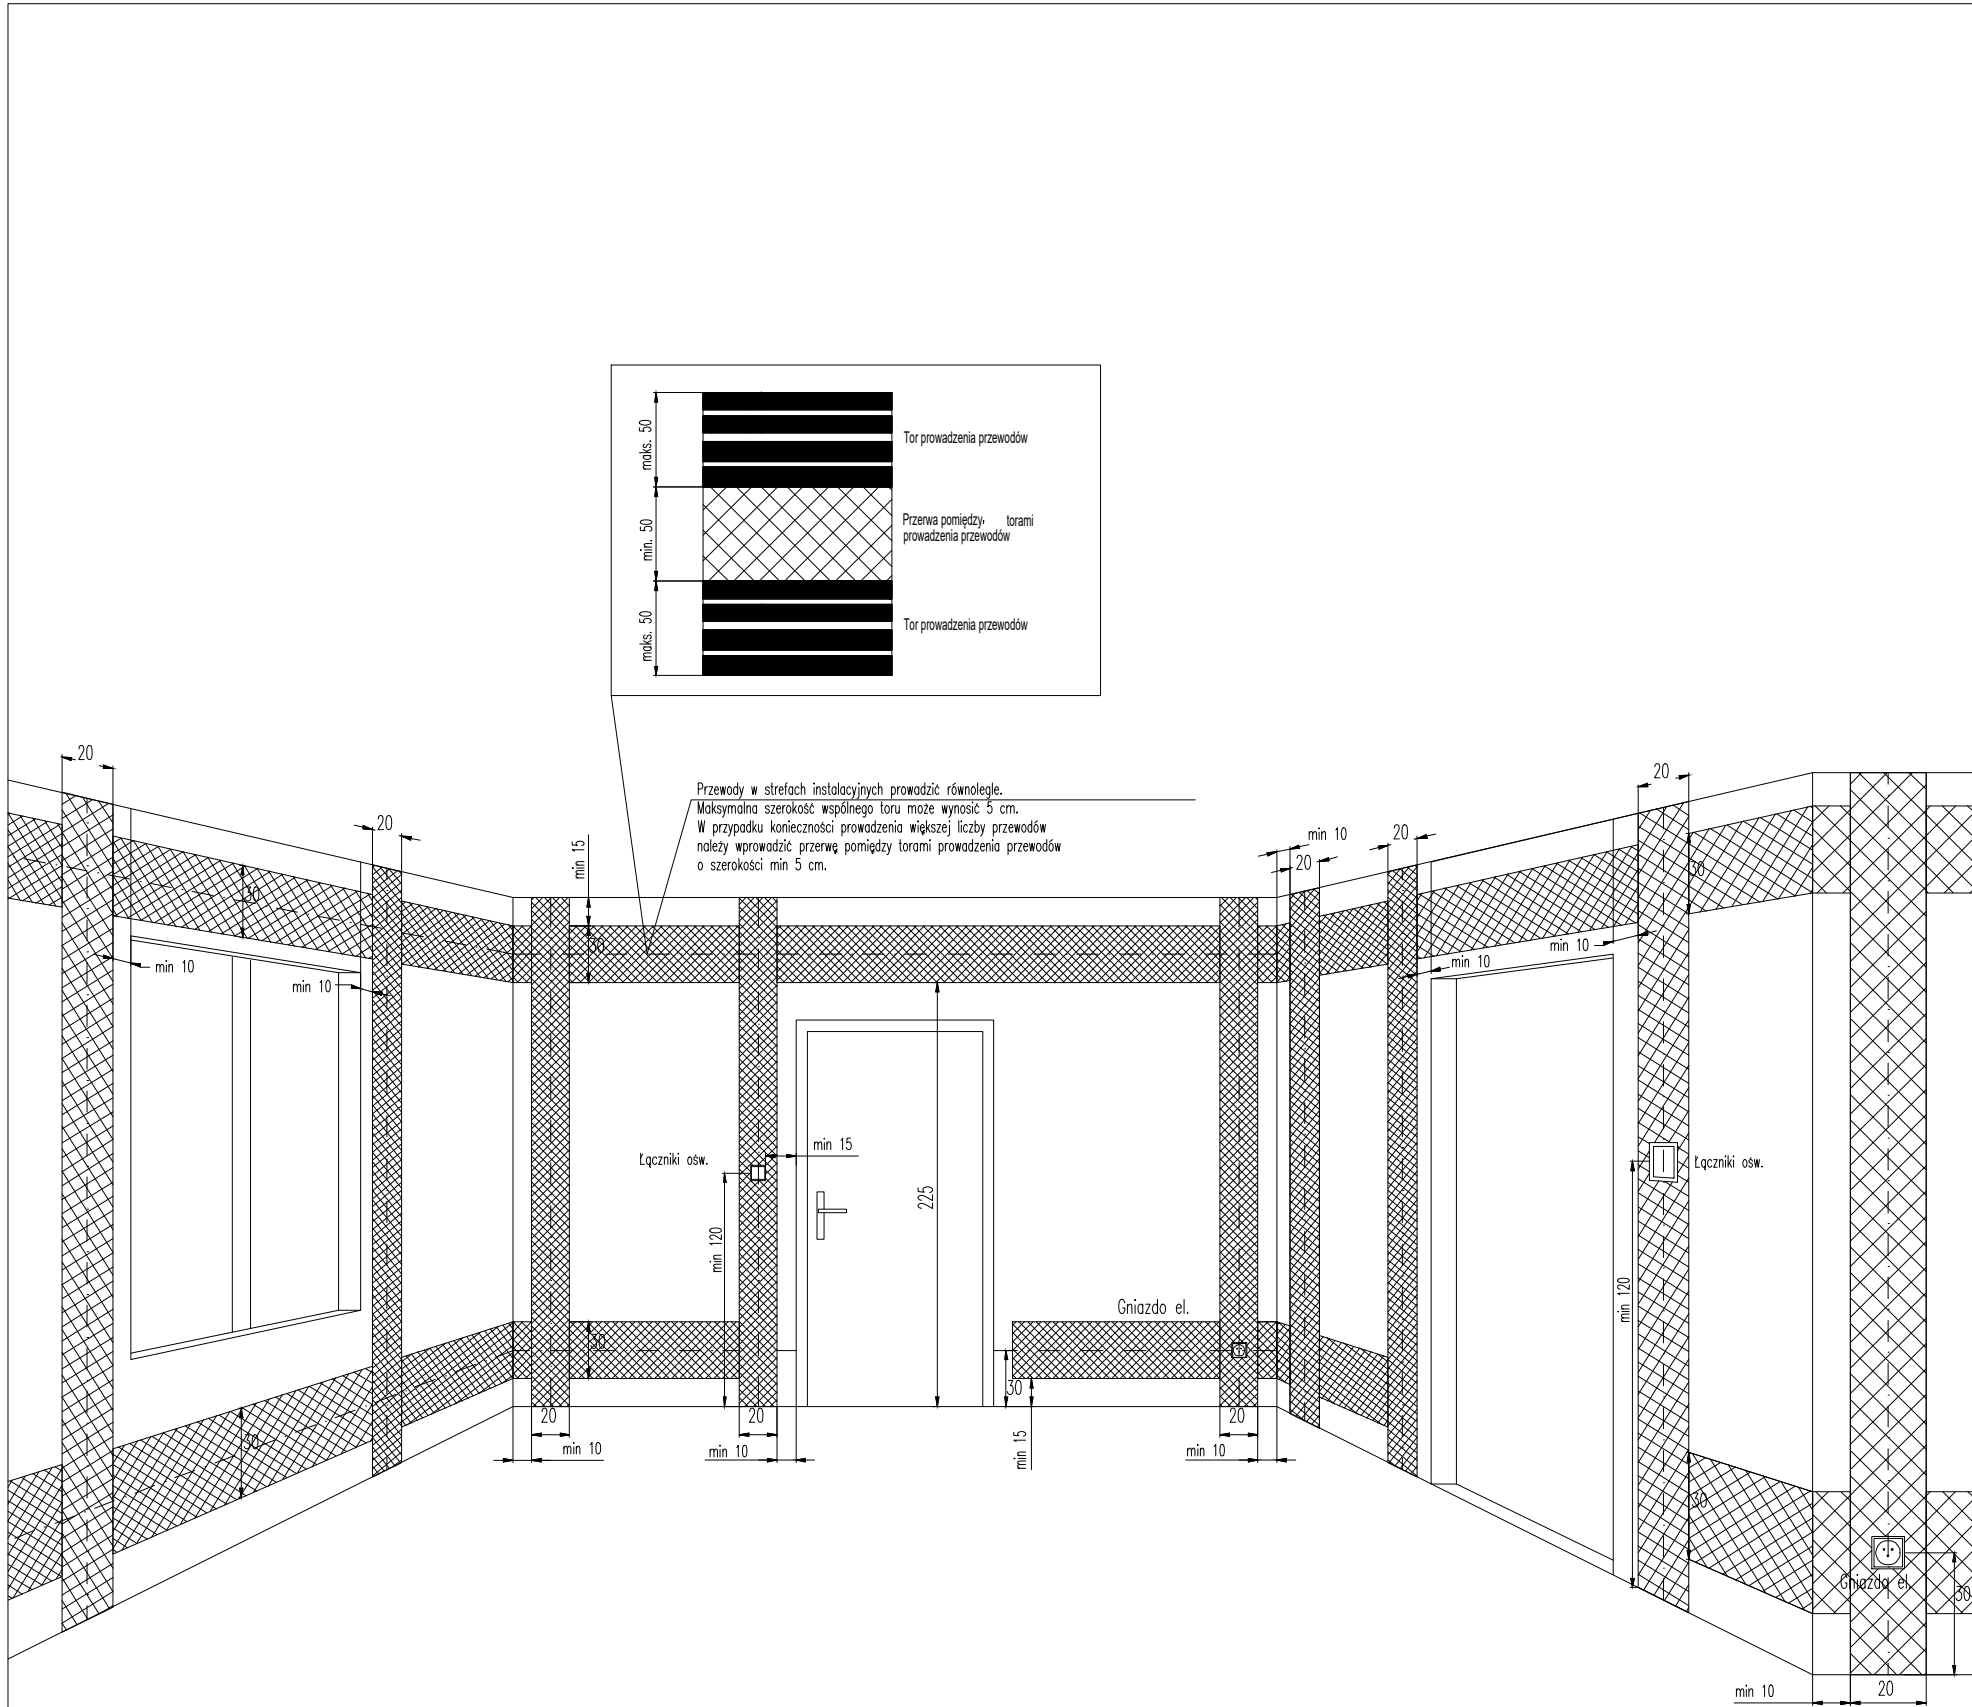 maks. 50
Tor prowadzenia przewodów
min. 50
Przerwa pomiędzy, torami
prowadzenia przewodów
maks. 50
Tor prowadzenia przewodów
20
20
min 15
Przewody w strefach instalacyjnych prowadzić równolegle.
Maksymalna szerokość wspólnego toru może wynosić 5 cm.
W przypadku konieczności prowadzenia większej liczby przewodów
należy wprowadzić przerwę pomiędzy torami prowadzenia przewodów
o szerokości min 5 cm.
min 10
20
20
20
30
30
30
min 10
min 10
min 10
min 10
Łączniki ośw.
min 15
min 120
225
Łączniki ośw.
min 120
Gniazdo el.
30
30
30
30
20
20
20
min 10
min 10
min 15
min 10
30
Gniazdo el.
30
min 10
20